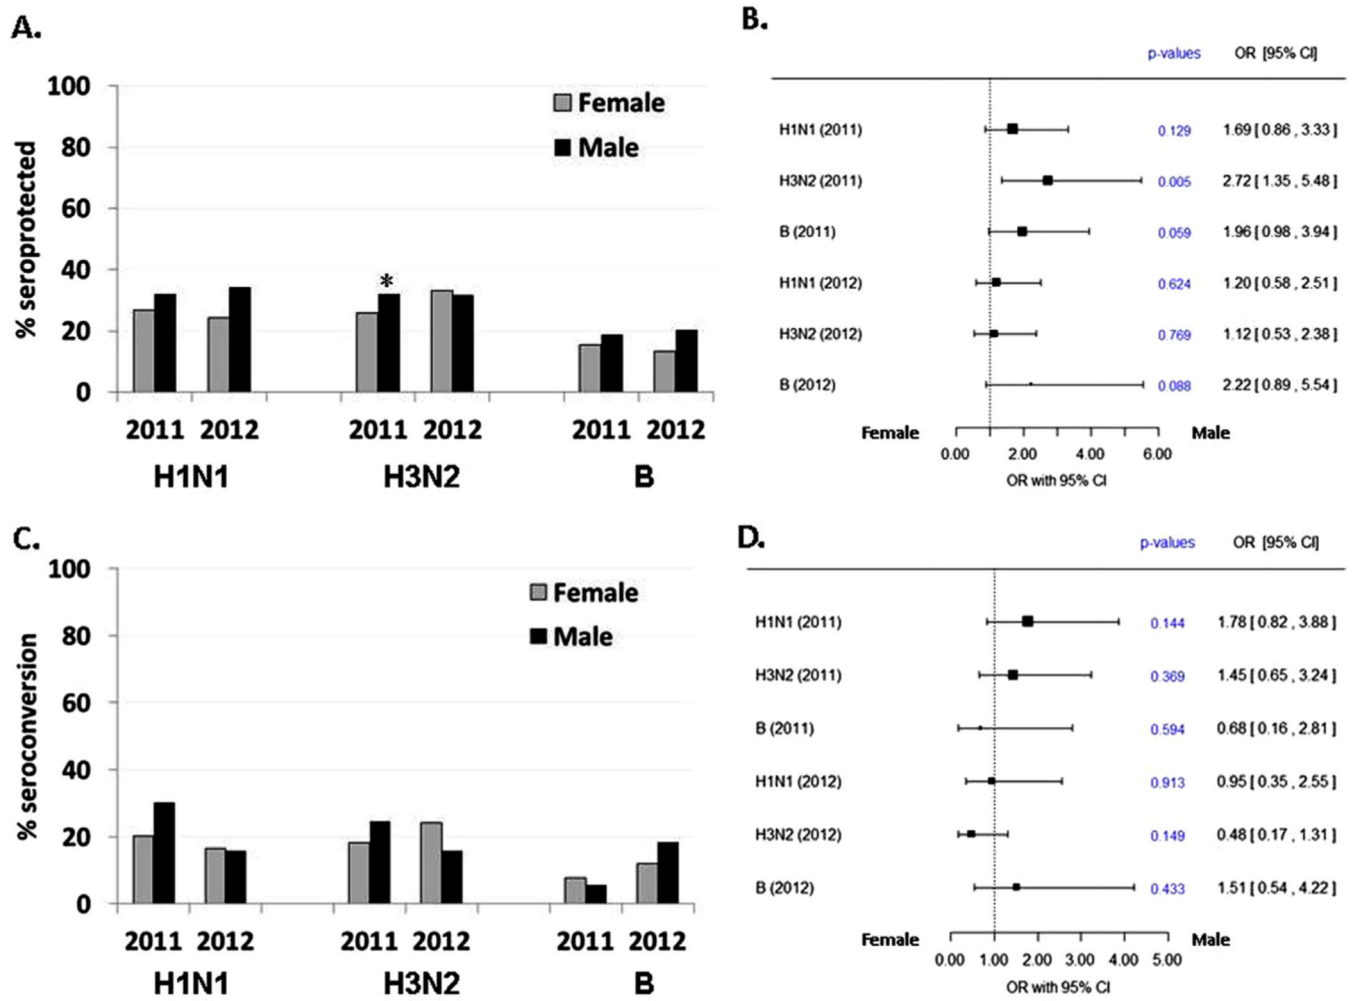 A.
% seroprotected
100
80
60
40
20
0
Female
Male
*
2011 2012 2011 2012 2011 2012
H1N1 H3N2 B
B.
p-values OR [95% CI]
H1N1 (2011) 0.129 1.69 [ 0.86 , 3.33 ]
H3N2 (2011) 0.005 2.72 [ 1.35 , 5.48 ]
B (2011) 0.059 1.96 [ 0.98 , 3.94 ]
H1N1 (2012) 0.624 1.20 [ 0.58 , 2.51 ]
H3N2 (2012) 0.769 1.12 [ 0.53 , 2.38 ]
B (2012) 0.088 2.22 [ 0.89 , 5.54 ]
Female Male
0.00 2.00 4.00 6.00
OR with 95% CI
C.
% seroconversion
100
80
60
40
20
0
Female
Male
2011 2012 2011 2012 2011 2012
H1N1 H3N2 B
D.
p-values OR [95% CI]
H1N1 (2011) 0.144 1.78 [ 0.82 , 3.88 ]
H3N2 (2011) 0.369 1.45 [ 0.65 , 3.24 ]
B (2011) 0.594 0.68 [ 0.16 , 2.81 ]
H1N1 (2012) 0.913 0.95 [ 0.35 , 2.55 ]
H3N2 (2012) 0.149 0.48 [ 0.17 , 1.31 ]
B (2012) 0.433 1.51 [ 0.54 , 4.22 ]
Female Male
0.00 1.00 2.00 3.00 4.00 5.00
OR with 95% CI